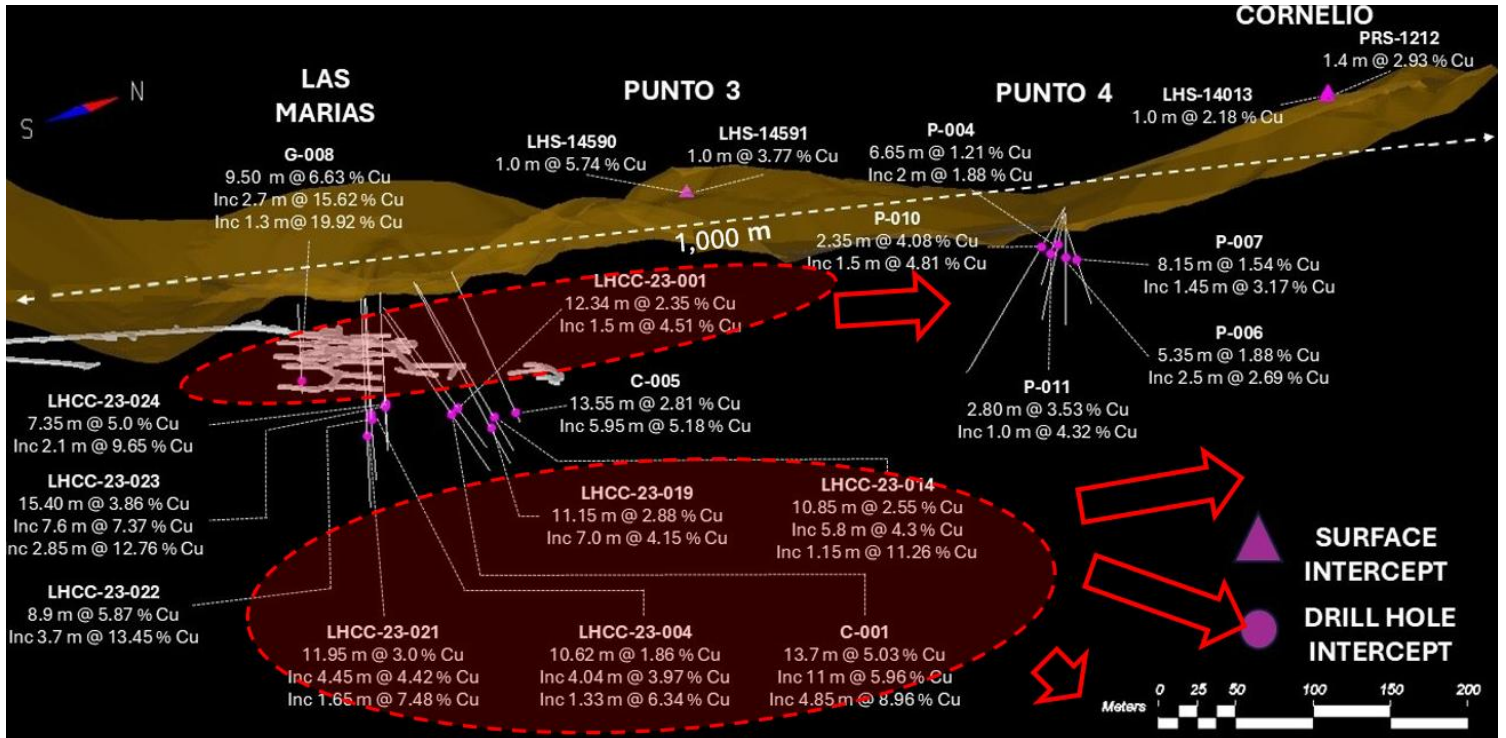 CORNELIO
PRS-1212
1.4 m @ 2.93 % Cu
LHS-14013
1.0 m @ 2.18 % Cu
N
S
LAS
MARIAS
PUNTO 3
PUNTO 4
G-008
9.50 m @ 6.63 % Cu
Inc 2.7 m @ 15.62 % Cu
Inc 1.3 m @ 19.92 % Cu
LHS-14590
1.0 m @ 5.74 % Cu
LHS-14591
1.0 m @ 3.77 % Cu
P-004
6.65 m @ 1.21 % Cu
Inc 2 m @ 1.88 % Cu
P-010
2.35 m @ 4.08 % Cu
Inc 1.5 m @ 4.81 % Cu
1,000 m
P-007
8.15 m @ 1.54 % Cu
Inc 1.45 m @ 3.17 % Cu
LHCC-23-001
12.34 m @ 2.35 % Cu
Inc 1.5 m @ 4.51 % Cu
P-006
5.35 m @ 1.88 % Cu
Inc 2.5 m @ 2.69 % Cu
C-005
13.55 m @ 2.81 % Cu
Inc 5.95 m @ 5.18 % Cu
P-011
2.80 m @ 3.53 % Cu
Inc 1.0 m @ 4.32 % Cu
LHCC-23-024
7.35 m @ 5.0 % Cu
Inc 2.1 m @ 9.65 % Cu
LHCC-23-023
15.40 m @ 3.86 % Cu
Inc 7.6 m @ 7.37 % Cu
nc 2.85 m @ 12.76 % Cu
LHCC-23-019
11.15 m @ 2.88 % Cu
Inc 7.0 m @ 4.15 % Cu
LHCC-23-014
10.85 m @ 2.55 % Cu
Inc 5.8 m @ 4.3 % Cu
Inc 1.15 m @ 11.26 % Cu
LHCC-23-022
8.9 m @ 5.87 % Cu
Inc 3.7 m @ 13.45 % Cu
LHCC-23-021
11.95 m @ 3.0 % Cu
Inc 4.45 m @ 4.42 % Cu
Inc 1.65 m @ 7.48 % Cu
LHCC-23-004
10.62 m @ 1.86 % Cu
Inc 4.04 m @ 3.97 % Cu
Inc 1.33 m @ 6.34 % Cu
C-001
13.7 m @ 5.03 % Cu
Inc 11 m @ 5.96 % Cu
Inc 4.85 m @ 8.96 % Cu
SURFACE
INTERCEPT
DRILL HOLE
INTERCEPT
Meters
0 25 50 100 150 200